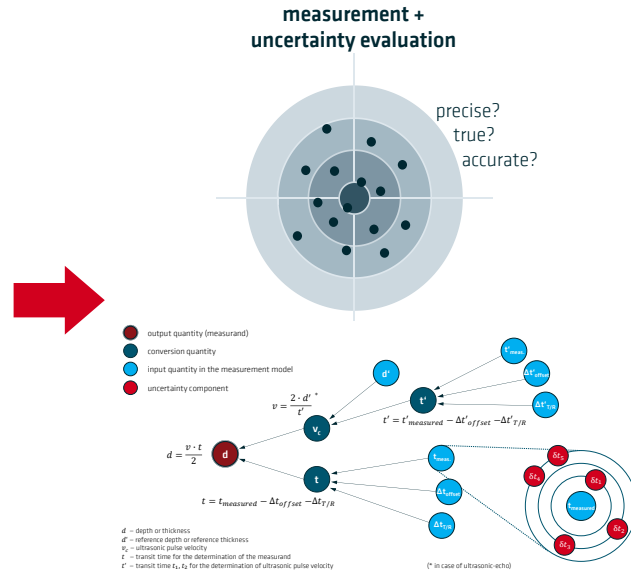 measurement +
uncertainty evaluation
precise?
true?
accurate?
output quantity (measurand)
conversion quantity
input quantity in the measurement model
uncertainty component
t'meas.
Δt'offset
Δt'T/R
d'
t'
t' = t'measured − Δt'offset −Δt'T/R
v = 2 · d' / t' *
vc
d = v · t / 2
d
t
t = tmeasured − Δtoffset −ΔtT/R
tmeas.
Δtoffset
ΔtT/R
δt5
δt4
δt1
tmeasured
δt2
δt3
d – depth or thickness
d' – reference depth or reference thickness
vc – ultrasonic pulse velocity
t – transit time for the determination of the measurand
t' – transit time t1, t2 for the determination of ultrasonic pulse velocity
(* in case of ultrasonic-echo)